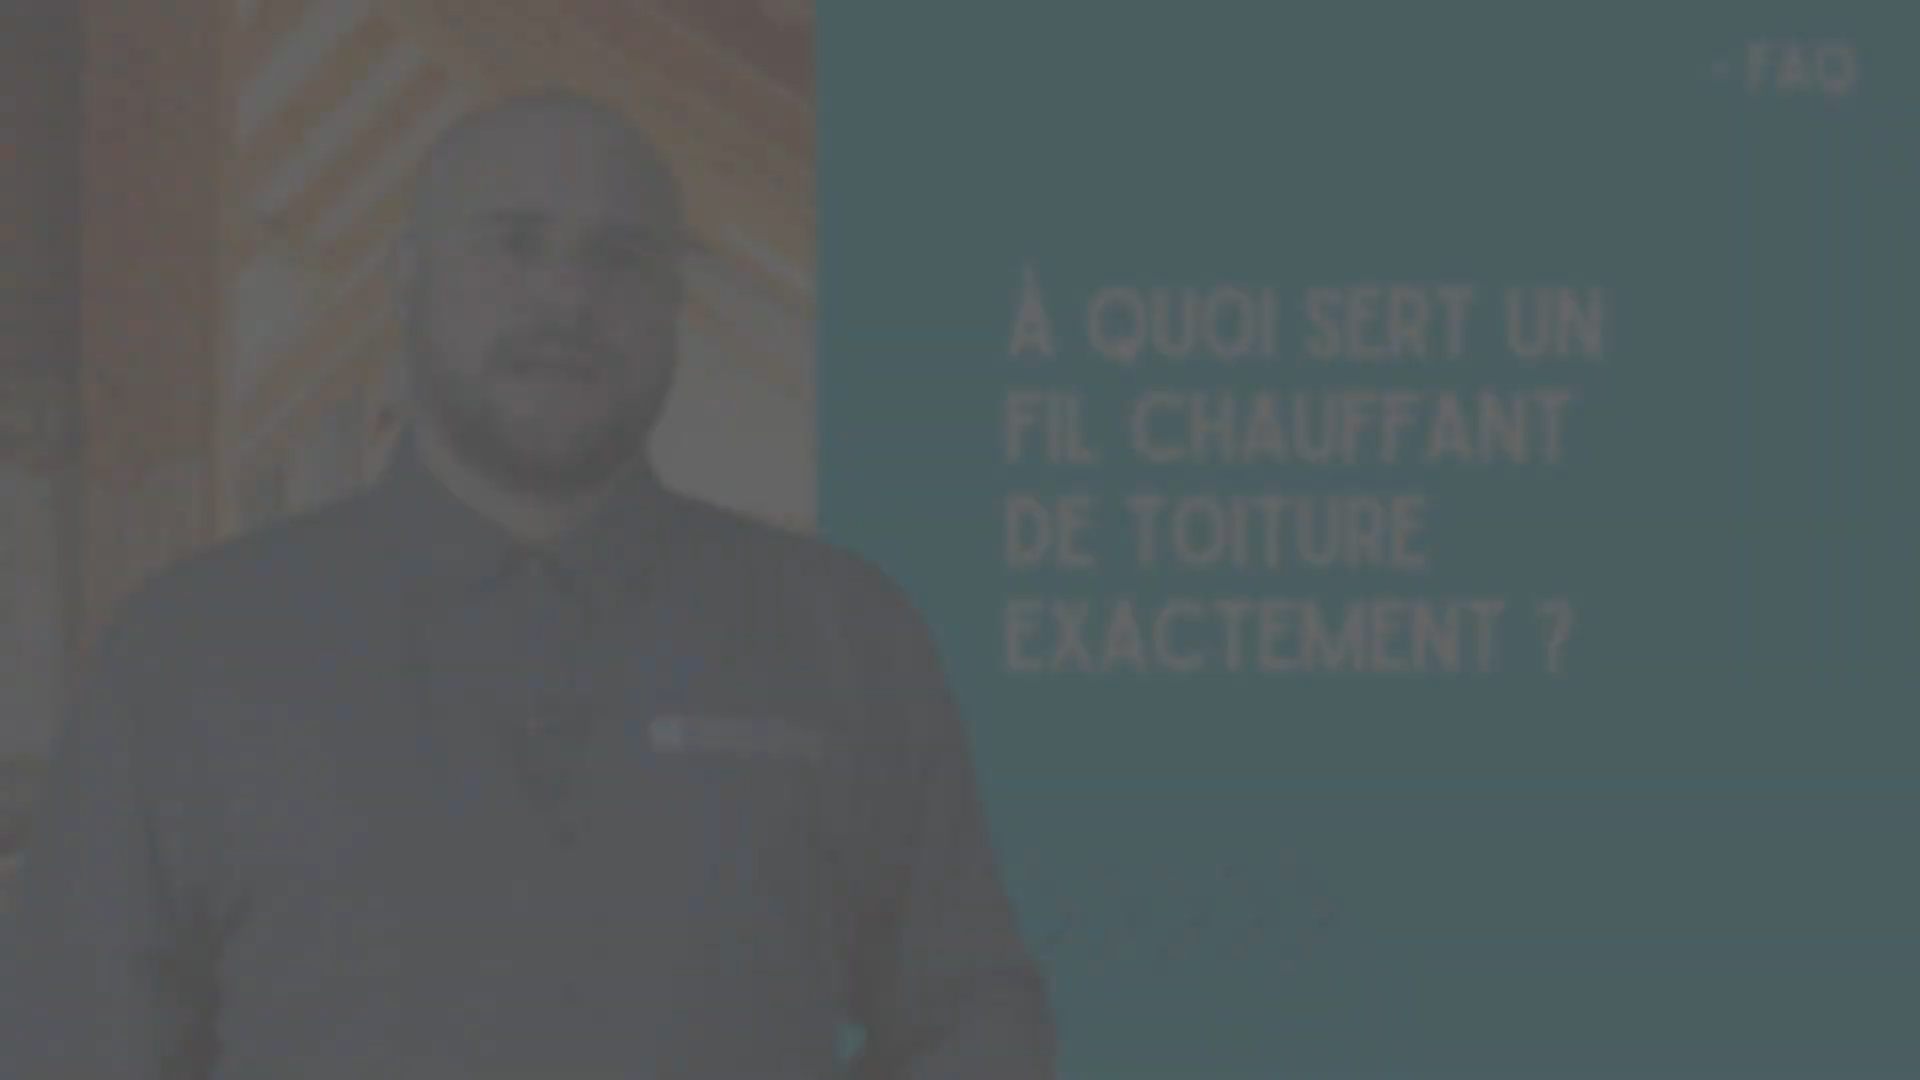 - FAQ
À QUOI SERT UN
FIL CHAUFFANT
DE TOITURE
EXACTEMENT ?